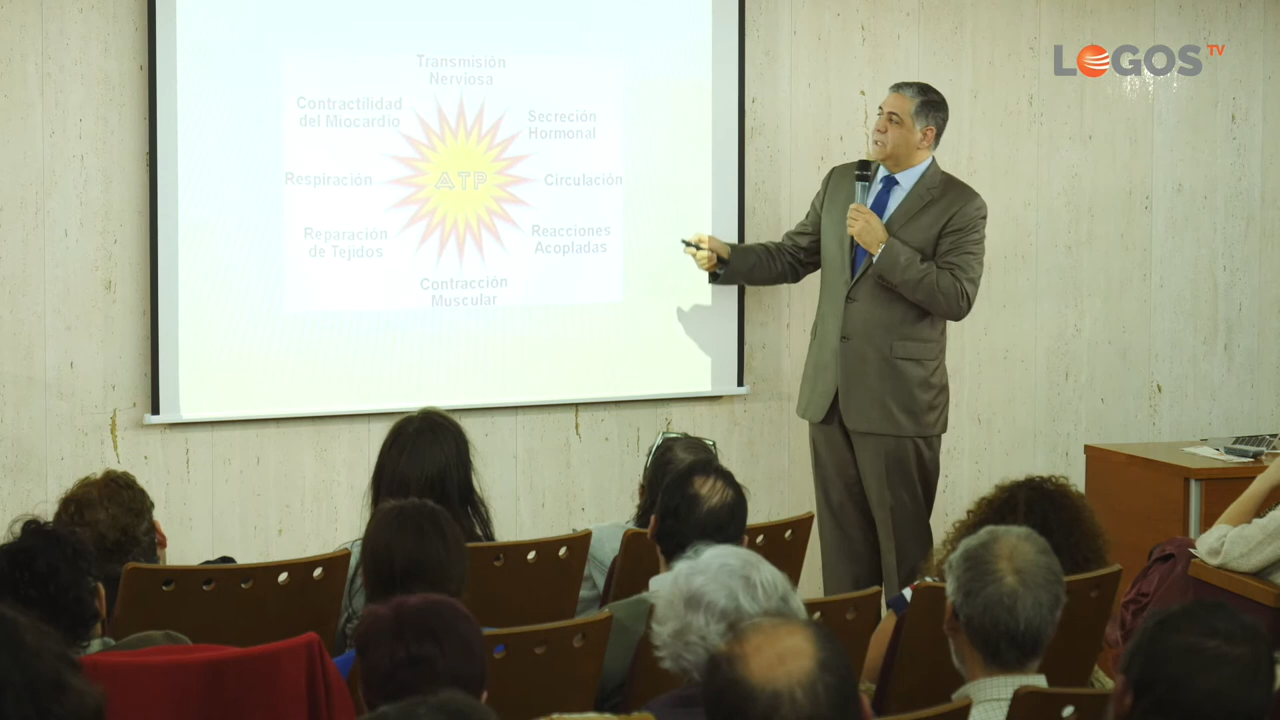 LOGOS TV
Transmisión
Nerviosa
Contractilidad
del Miocardio
Secreción
Hormonal
Respiración
ATP
Circulación
Reparación
de Tejidos
Reacciones
Acopladas
Contracción
Muscular